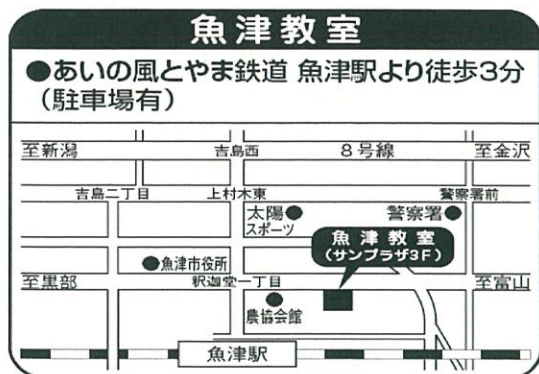 魚津教室
●あいの風とやま鉄道 魚津駅より徒歩3分
(駐車場有)
至新潟 吉島西 8号線 至金沢
吉島二丁目 上村木東 警察署前
太陽● 警察署●
スポーツ
魚津教室
(サンプラザ3F)
●魚津市役所
至黒部 釈迦堂一丁目 至富山
●
農協会館
魚津駅